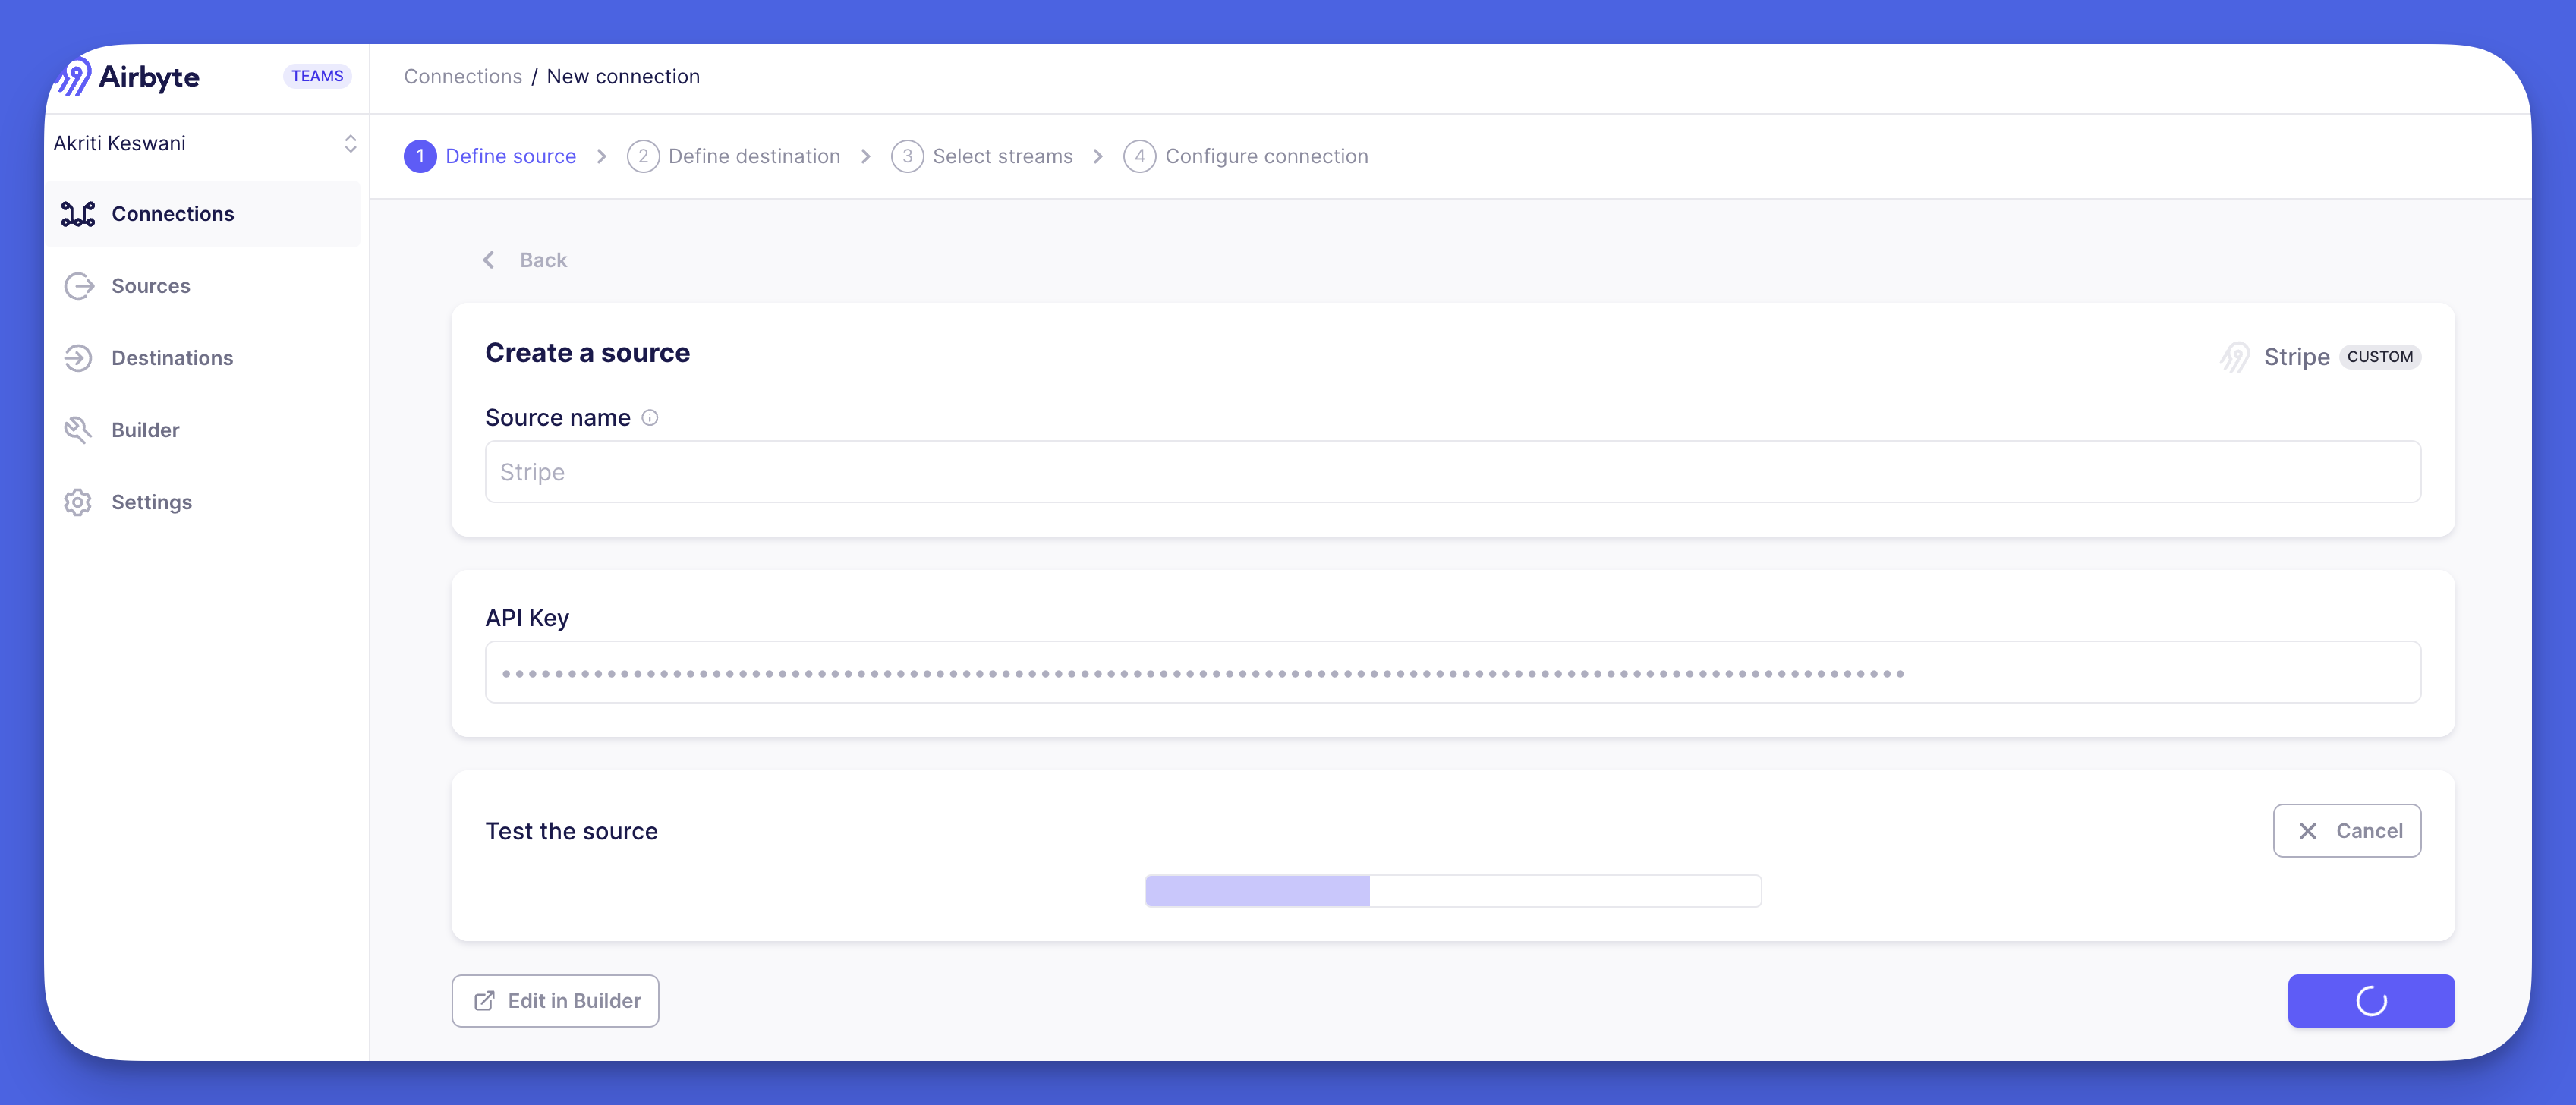 Airbyte
TEAMS
Akriti Keswani
Connections
Sources
Destinations
Builder
Settings
Connections / New connection
1 Define source 2 Define destination 3 Select streams 4 Configure connection
Back
Create a source
Stripe CUSTOM
Source name
Stripe
API Key
Test the source
Cancel
Edit in Builder